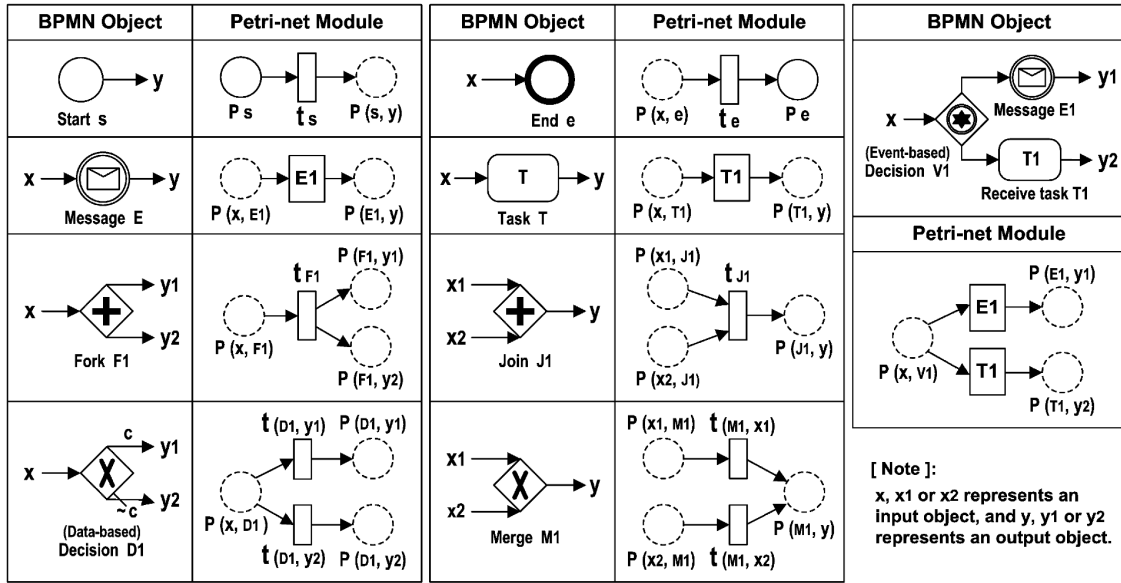 BPMN Object
Petri-net Module
y
Start s
P s
t s
P (s, y)
x
y
Message E
E1
P (x, E1)
P (E1, y)
x
y1
y2
Fork F1
t F1
P (F1, y1)
P (x, F1)
P (F1, y2)
x
c
y1
~c
y2
(Data-based)
Decision D1
t (D1, y1)
P (D1, y1)
P (x, D1)
t (D1, y2)
P (D1, y2)
BPMN Object
Petri-net Module
x
End e
P (x, e)
t e
P e
x
T
y
Task T
T1
P (x, T1)
P (T1, y)
x1
x2
y
Join J1
P (x1, J1)
t J1
P (J1, y)
P (x2, J1)
x1
x2
y
Merge M1
P (x1, M1)
t (M1, x1)
P (M1, y)
P (x2, M1)
t (M1, x2)
BPMN Object
x
y1
Message E1
(Event-based)
Decision V1
T1
y2
Receive task T1
Petri-net Module
P (E1, y1)
E1
P (x, V1)
T1
P (T1, y2)
[ Note ]:
x, x1 or x2 represents an
input object, and y, y1 or y2
represents an output object.